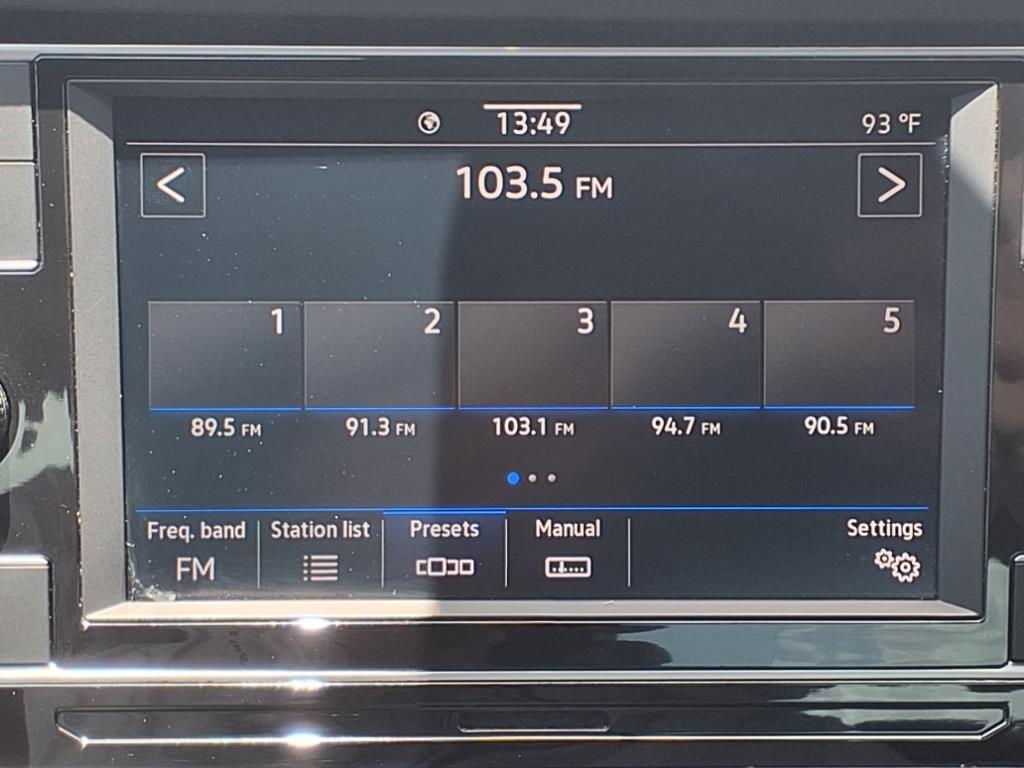 13:49
93 °F
<
103.5 FM
>
1 2 3 4 5
89.5 FM 91.3 FM 103.1 FM 94.7 FM 90.5 FM
Freq. band Station list Presets Manual Settings
FM